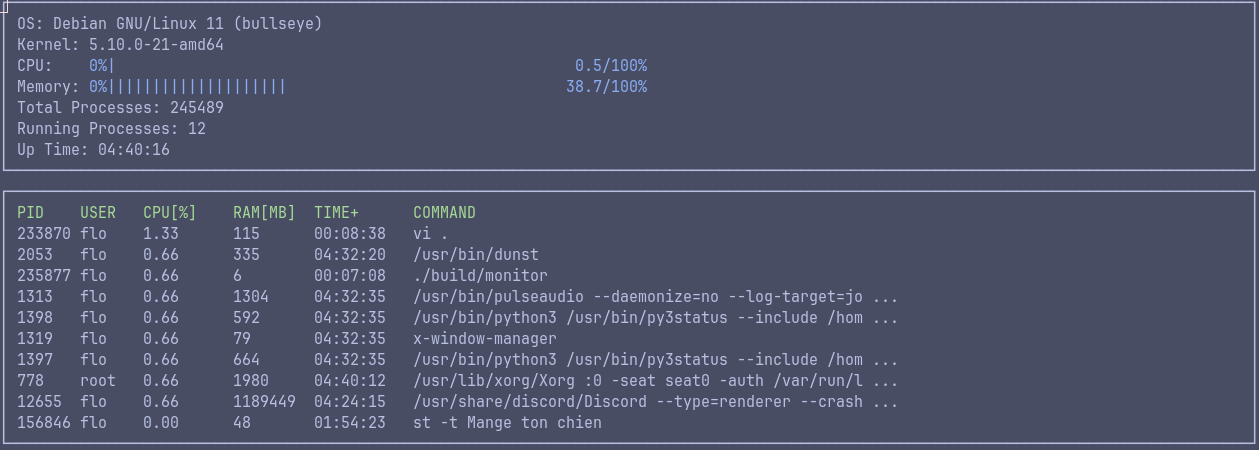 OS: Debian GNU/Linux 11 (bullseye)
Kernel: 5.10.0-21-amd64
CPU:    0%|                                                   0.5/100%
Memory: 0%||||||||||||||||||||                               38.7/100%
Total Processes: 245489
Running Processes: 12
Up Time: 04:40:16
PID    USER   CPU[%]    RAM[MB]  TIME+      COMMAND
233870 flo    1.33      115      00:08:38   vi .
2053   flo    0.66      335      04:32:20   /usr/bin/dunst
235877 flo    0.66      6        00:07:08   ./build/monitor
1313   flo    0.66      1304     04:32:35   /usr/bin/pulseaudio --daemonize=no --log-target=jo ...
1398   flo    0.66      592      04:32:35   /usr/bin/python3 /usr/bin/py3status --include /hom ...
1319   flo    0.66      79       04:32:35   x-window-manager
1397   flo    0.66      664      04:32:35   /usr/bin/python3 /usr/bin/py3status --include /hom ...
778    root   0.66      1980     04:40:12   /usr/lib/xorg/Xorg :0 -seat seat0 -auth /var/run/l ...
12655  flo    0.66      1189449  04:24:15   /usr/share/discord/Discord --type=renderer --crash ...
156846 flo    0.00      48       01:54:23   st -t Mange ton chien